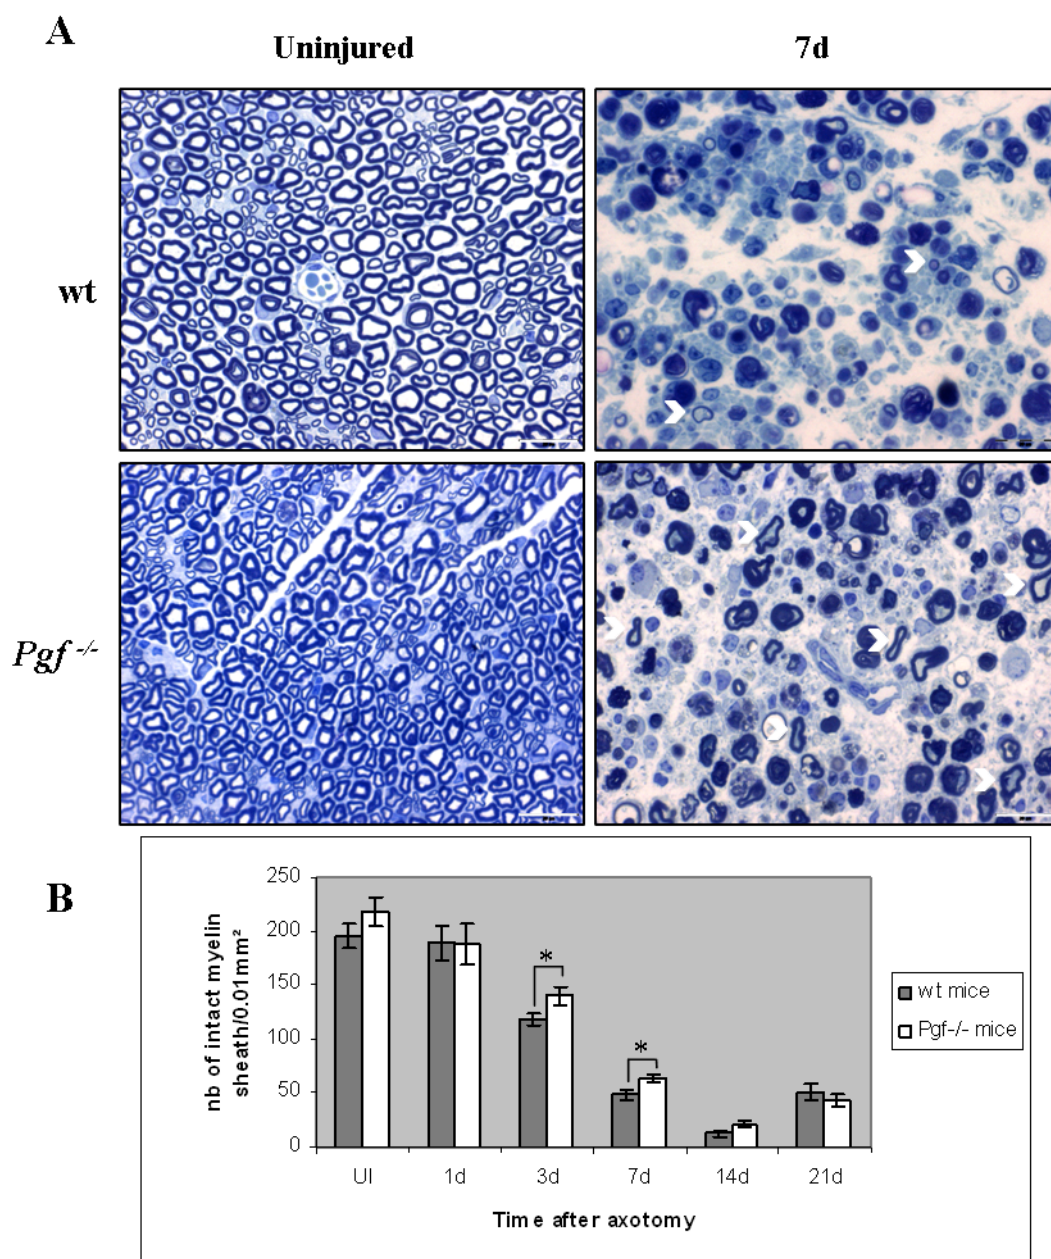 A
Uninjured
7d
wt
Pgf -/-
B
nb of intact myelin
sheath/0.01mm²
250
200
150
100
50
0
*
*
UI
1d
3d
7d
14d
21d
Time after axotomy
wt mice
Pgf-/- mice